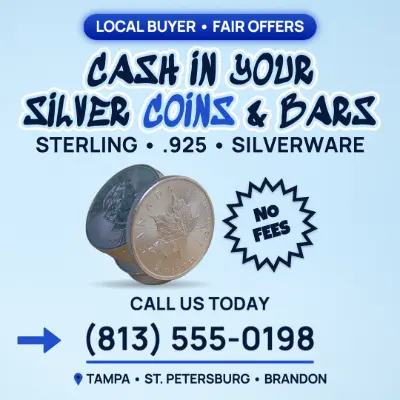 LOCAL BUYER • FAIR OFFERS
CASH IN YOUR
SILVER COINS & BARS
STERLING • .925 • SILVERWARE
CANADA
NO
FEES
CALL US TODAY
(813) 555-0198
TAMPA • ST. PETERSBURG • BRANDON